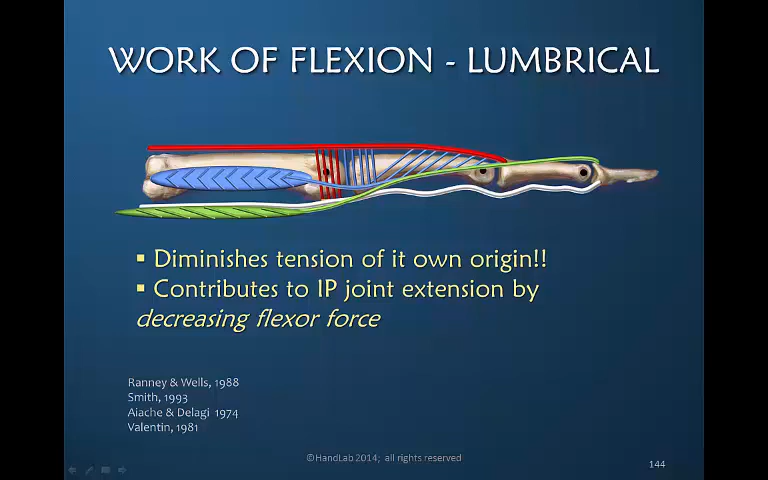 WORK OF FLEXION - LUMBRICAL
▪ Diminishes tension of it own origin!!
▪ Contributes to IP joint extension by
decreasing flexor force
Ranney & Wells, 1988
Smith, 1993
Aiache & Delagi  1974
Valentin, 1981
©HandLab 2014;  all rights reserved
144